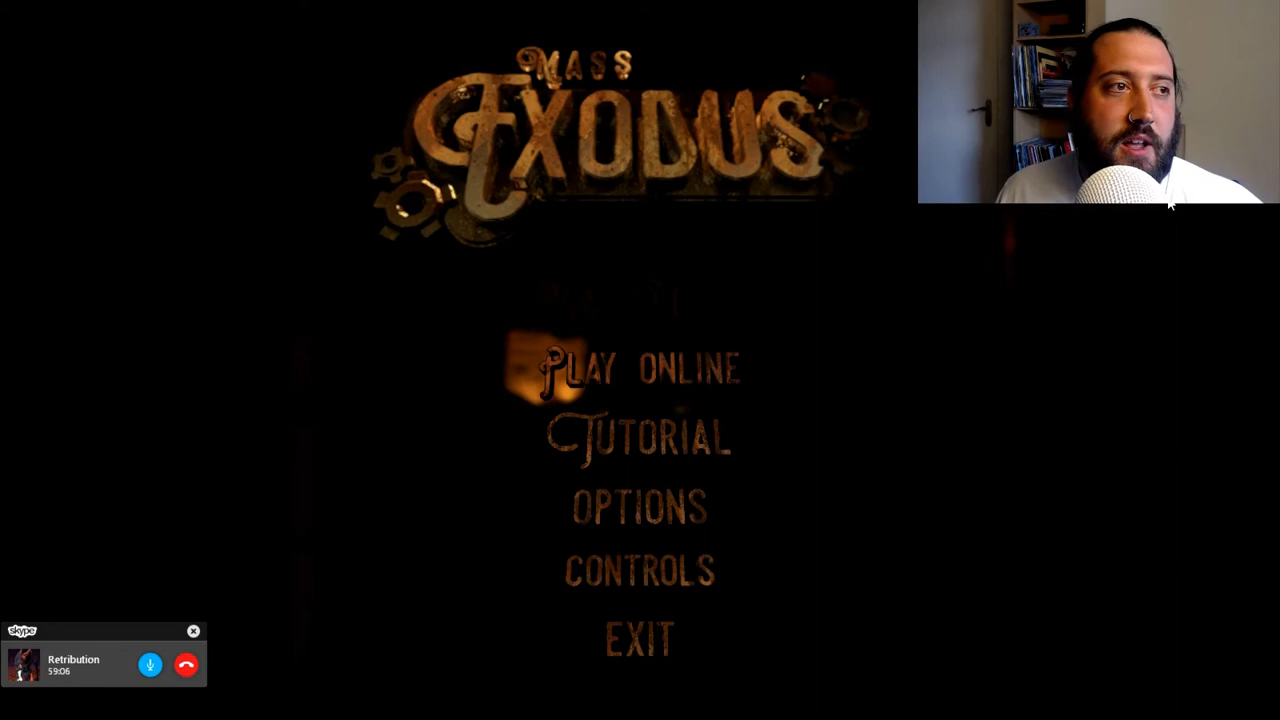 MASS
EXODUS
PLAY ONLINE
TUTORIAL
OPTIONS
CONTROLS
EXIT
skype
Retribution
59:06